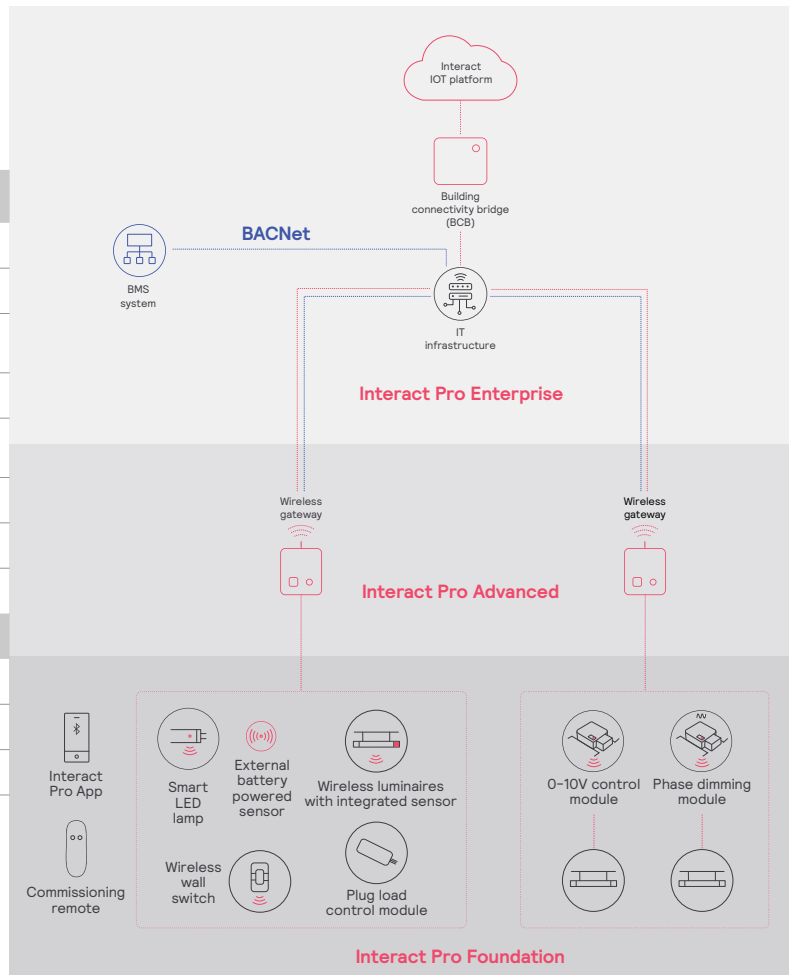 Interact
IOT platform
Building
connectivity bridge
(BCB)
BACNet
BMS
system
IT
infrastructure
Interact Pro Enterprise
Wireless
gateway
Wireless
gateway
Interact Pro Advanced
Interact
Pro App
Smart
LED
lamp
External
battery
powered
sensor
Wireless luminaires
with integrated sensor
0-10V control
module
Phase dimming
module
Commissioning
remote
Wireless
wall
switch
Plug load
control module
Interact Pro Foundation